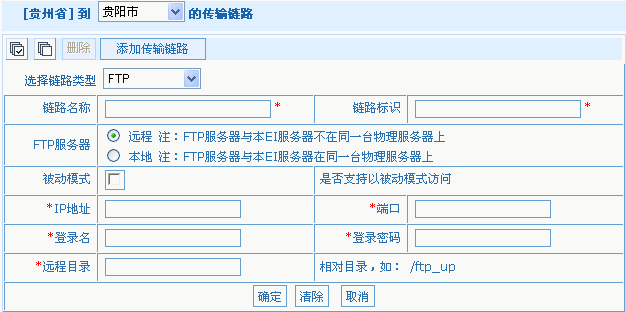 [贵州省] 到 贵阳市 的传输链路
删除 添加传输链路
选择链路类型 FTP
链路名称 * 链路标识 *
FTP服务器 远程 注：FTP服务器与本EI服务器不在同一台物理服务器上
本地 注：FTP服务器与本EI服务器在同一台物理服务器上
被动模式 是否支持以被动模式访问
*IP地址 *端口
*登录名 *登录密码
*远程目录 相对目录，如： /ftp_up
确定 清除 取消